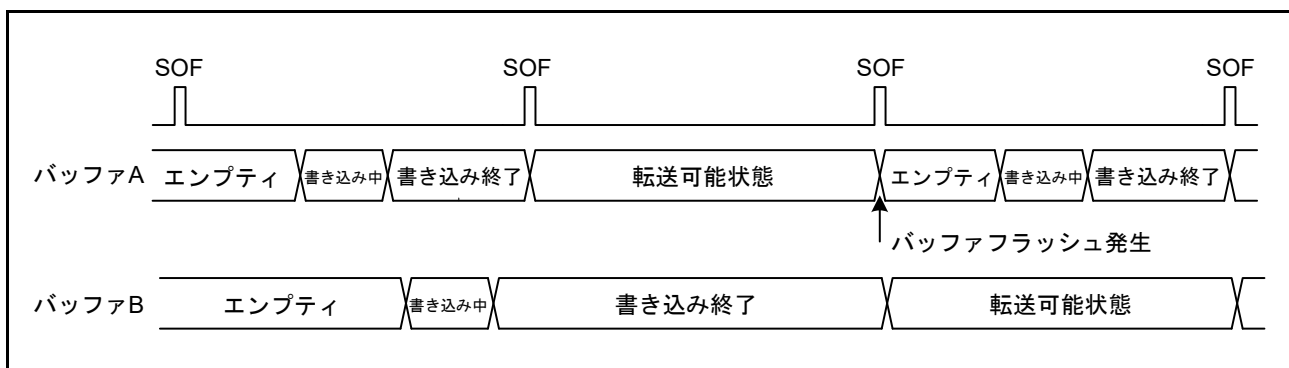 SOF SOF SOF SOF
バッファA エンプティ 書き込み中 書き込み終了 転送可能状態 エンプティ 書き込み中 書き込み終了
バッファフラッシュ発生
バッファB エンプティ 書き込み中 書き込み終了 転送可能状態